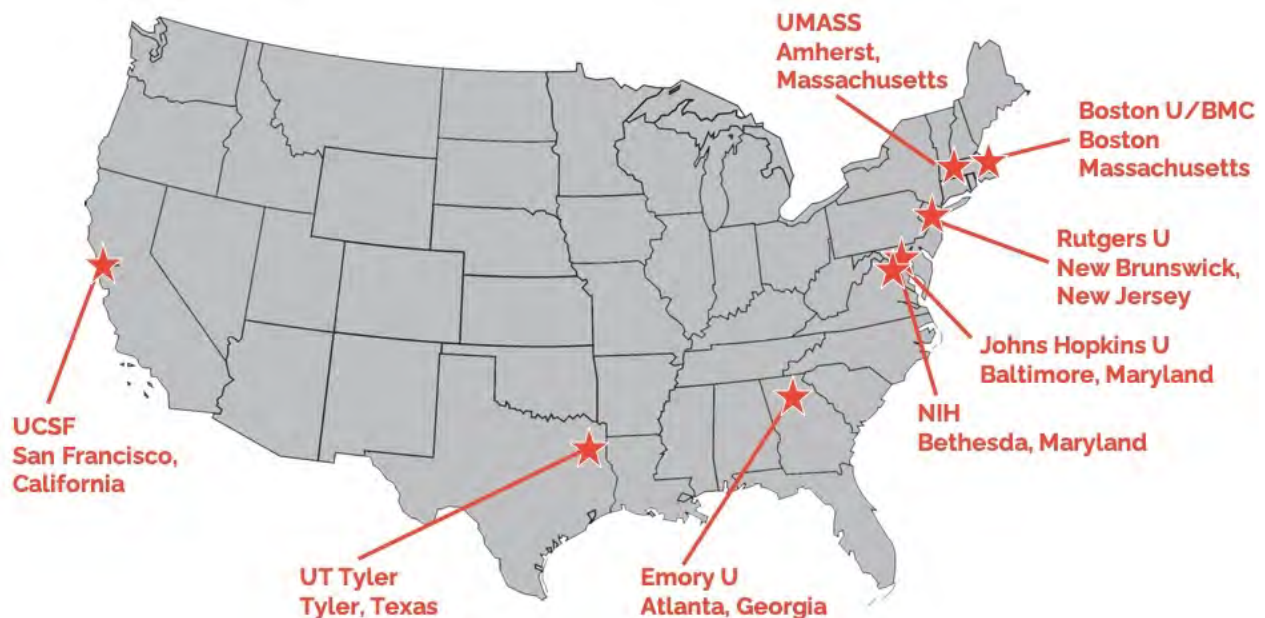 UMASS
Amherst,
Massachusetts
Boston U/BMC
Boston
Massachusetts
Rutgers U
New Brunswick,
New Jersey
Johns Hopkins U
Baltimore, Maryland
NIH
Bethesda, Maryland
UCSF
San Francisco,
California
UT Tyler
Tyler, Texas
Emory U
Atlanta, Georgia